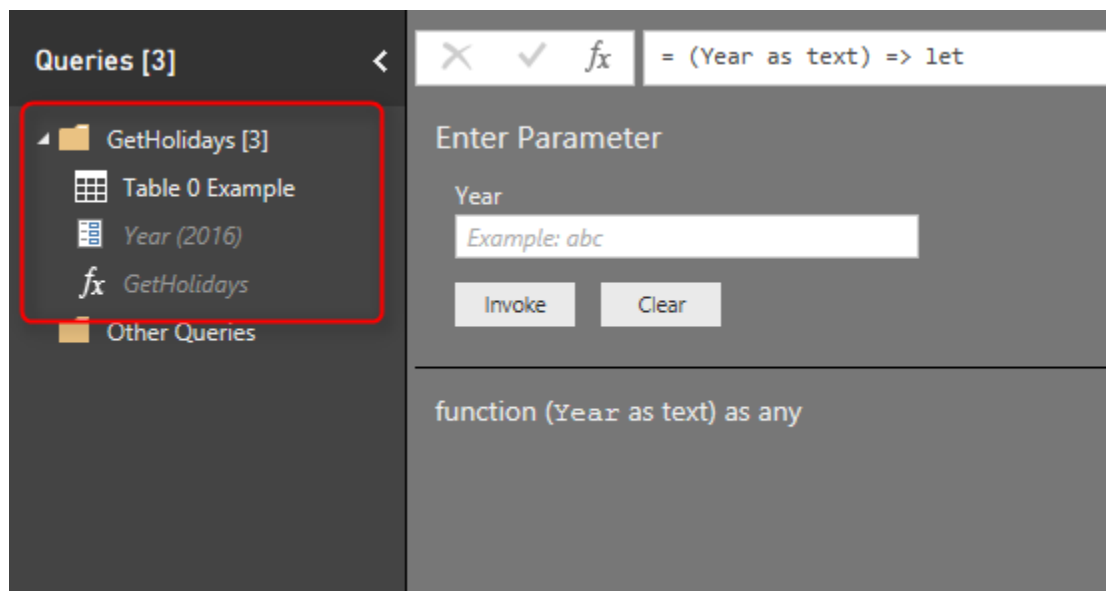 Queries [3]
GetHolidays [3]
Table 0 Example
Year (2016)
fx GetHolidays
Other Queries
fx = (Year as text) => let
Enter Parameter
Year
Example: abc
Invoke Clear
function (Year as text) as any